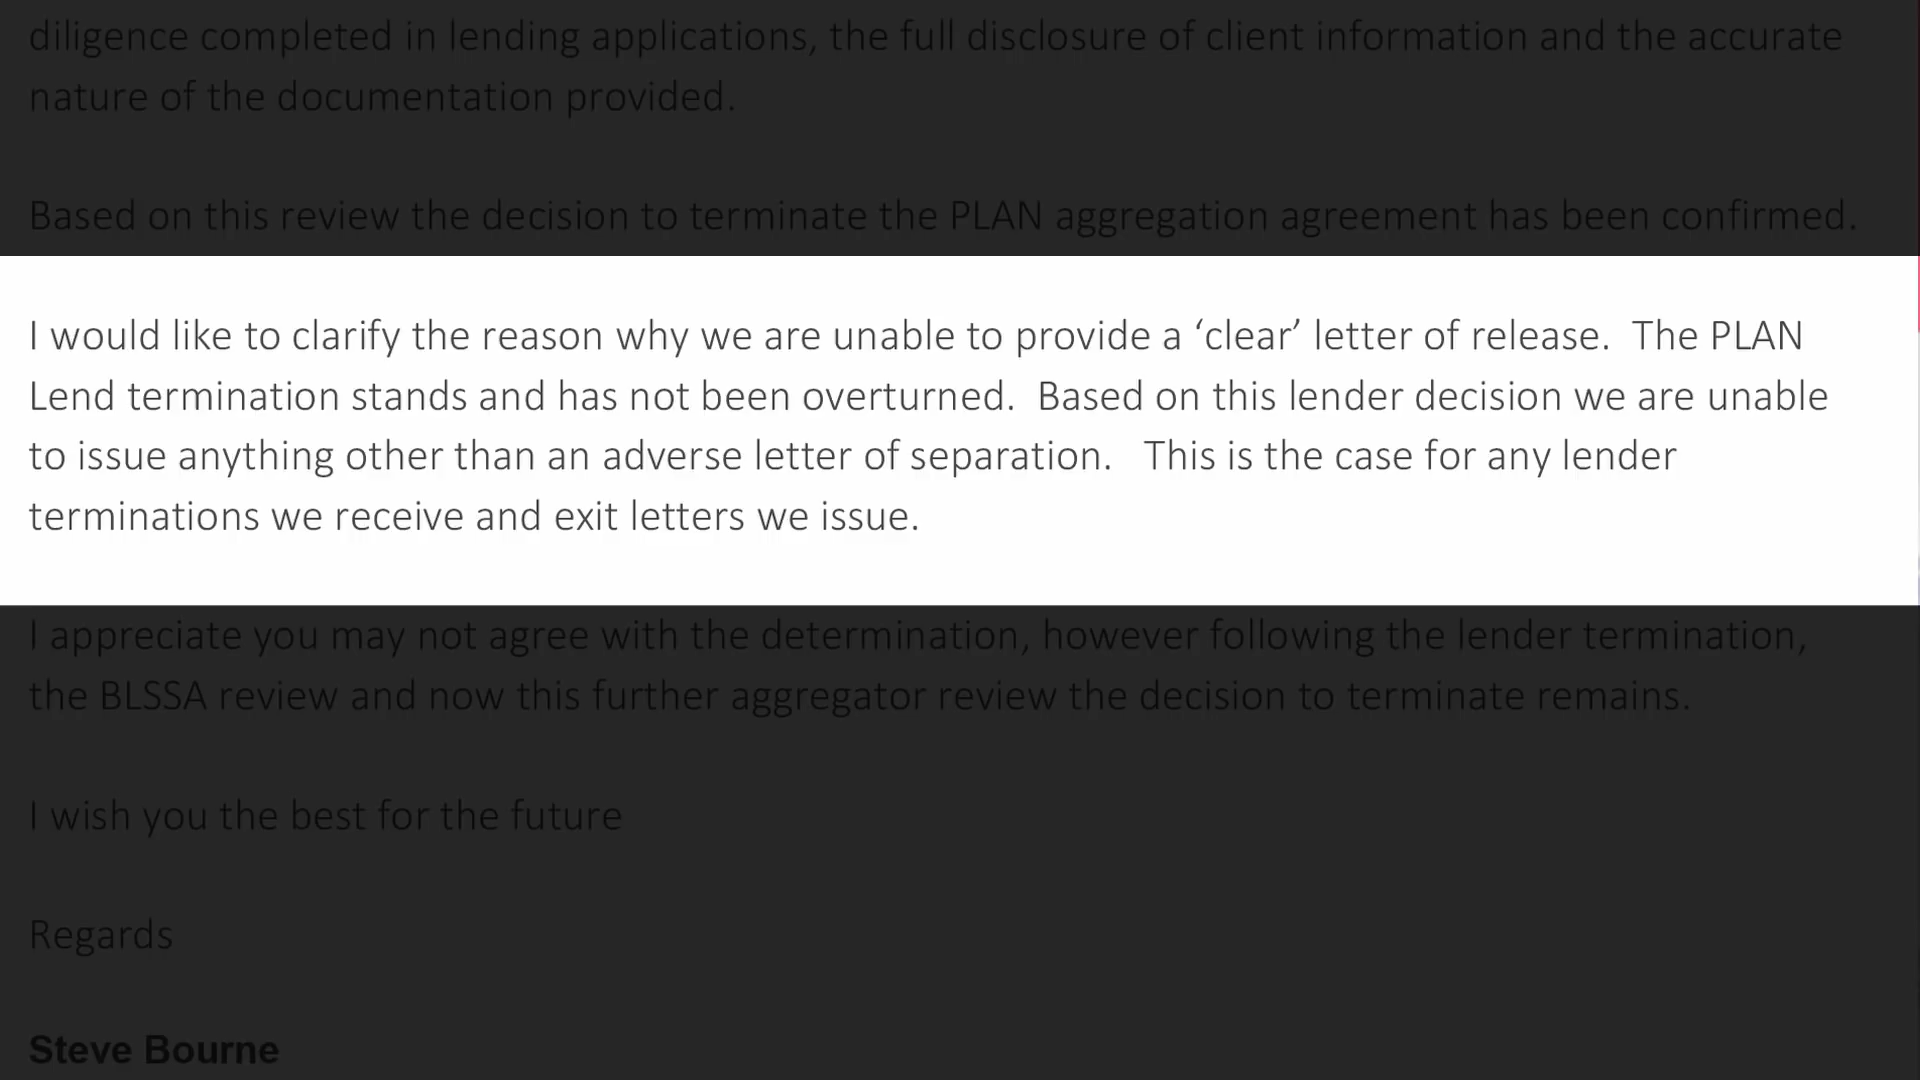 diligence completed in lending applications, the full disclosure of client information and the accurate
nature of the documentation provided.
Based on this review the decision to terminate the PLAN aggregation agreement has been confirmed.
I would like to clarify the reason why we are unable to provide a ‘clear’ letter of release.  The PLAN
Lend termination stands and has not been overturned.  Based on this lender decision we are unable
to issue anything other than an adverse letter of separation.   This is the case for any lender
terminations we receive and exit letters we issue.
I appreciate you may not agree with the determination, however following the lender termination,
the BLSSA review and now this further aggregator review the decision to terminate remains.
I wish you the best for the future
Regards
Steve Bourne